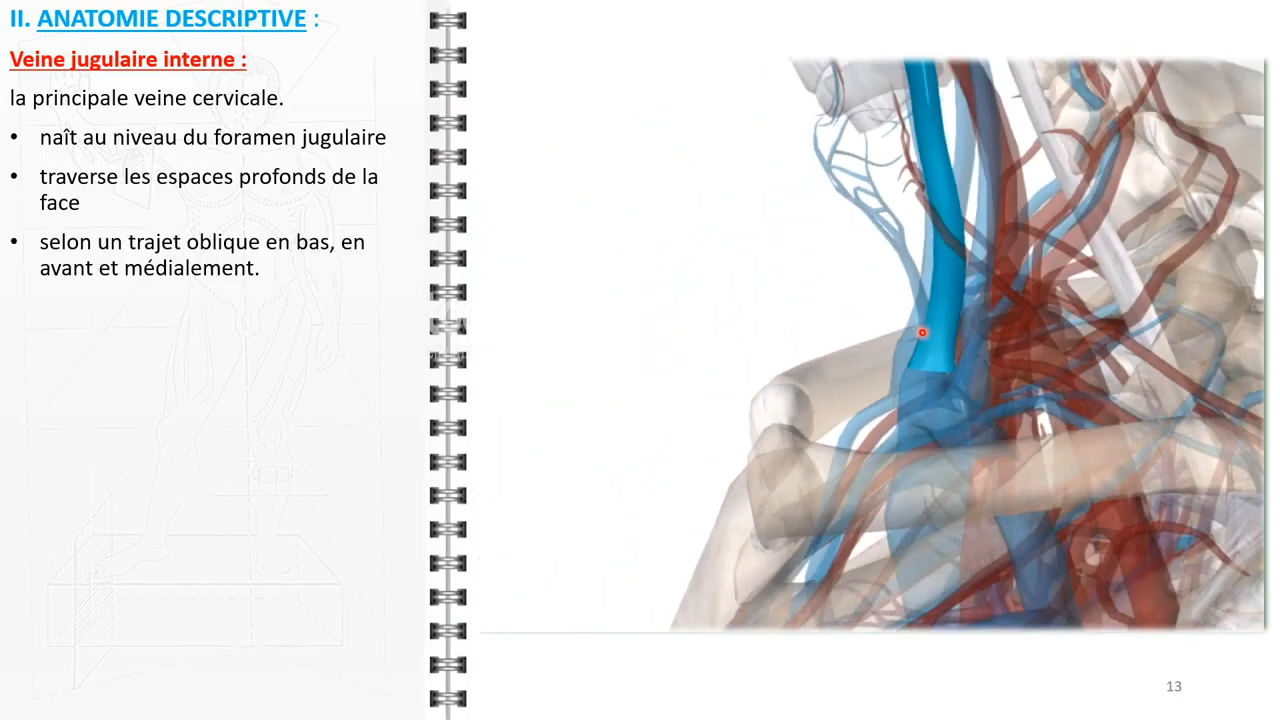 II. ANATOMIE DESCRIPTIVE :
Veine jugulaire interne :
la principale veine cervicale.
• naît au niveau du foramen jugulaire
• traverse les espaces profonds de la
face
• selon un trajet oblique en bas, en
avant et médialement.
13